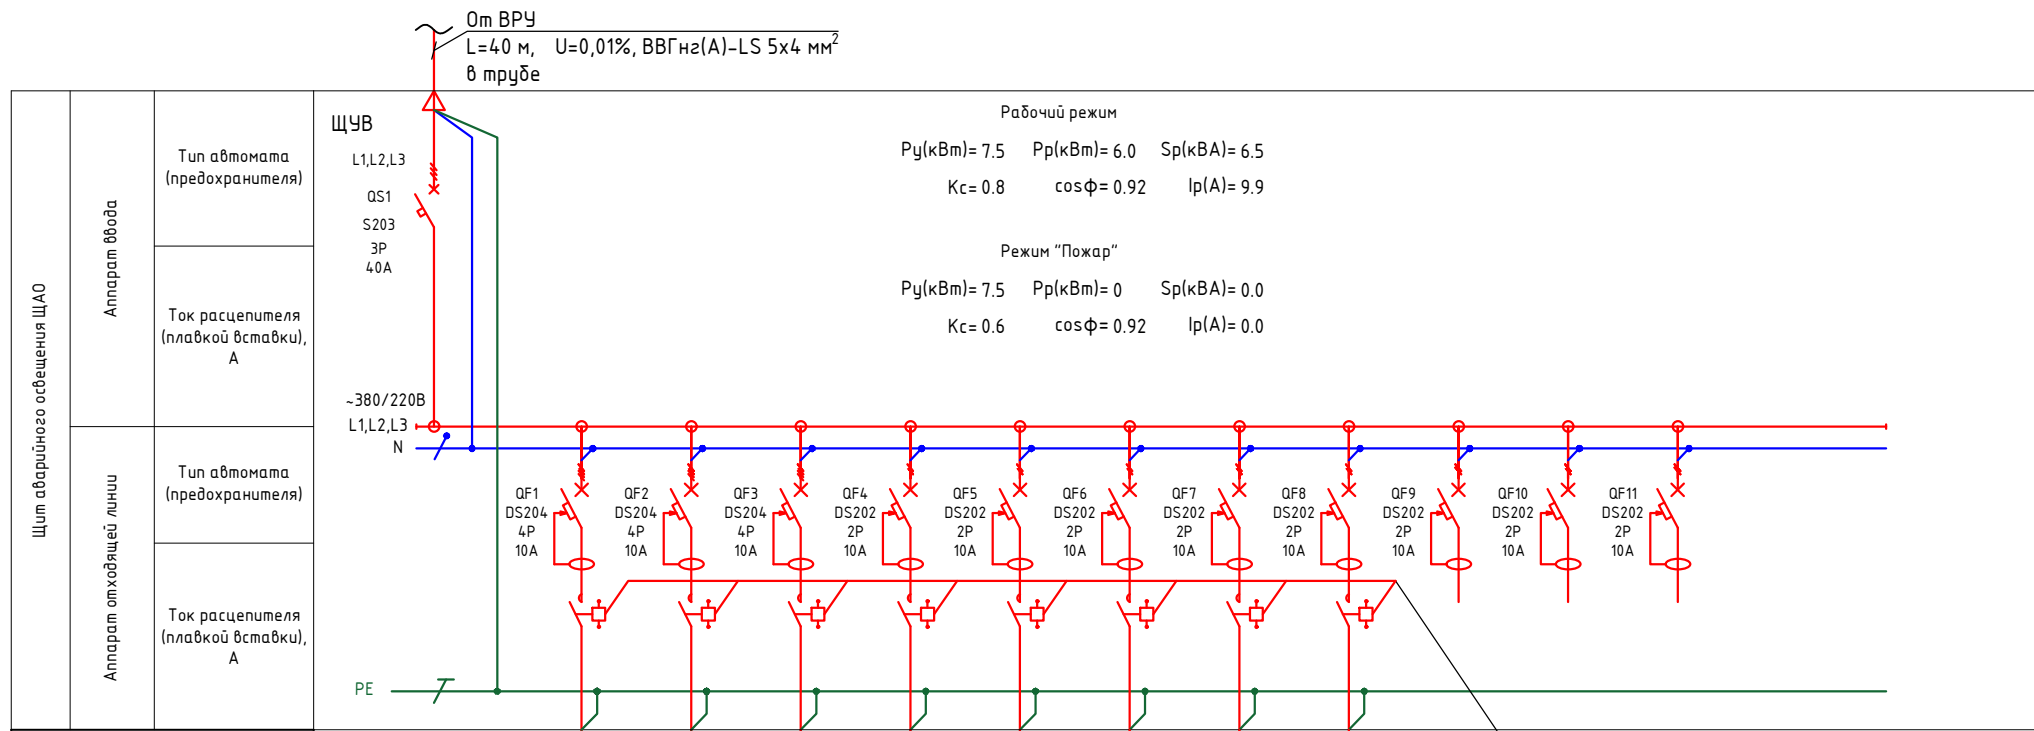 От ВРУ
L=40 м, U=0,01%, ВВГнг(А)-LS 5х4 мм²
в трубе
Щит аварийного освещения ЩАО
Аппарат ввода
Тип автомата
(предохранителя)
Ток расцепителя
(плавкой вставки),
А
Аппарат отходящей линии
Тип автомата
(предохранителя)
Ток расцепителя
(плавкой вставки),
А
ЩУВ
L1,L2,L3
QS1
S203
3P
40A
Рабочий режим
Ру(кВт)= 7.5 Рр(кВт)= 6.0 Sp(кВА)= 6.5
Кс= 0.8 cosф= 0.92 Ip(А)= 9.9
Режим "Пожар"
Ру(кВт)= 7.5 Рр(кВт)= 0 Sp(кВА)= 0.0
Кс= 0.6 cosф= 0.92 Ip(А)= 0.0
~380/220В
L1,L2,L3
N
QF1
DS204
4P
10A
QF2
DS204
4P
10A
QF3
DS204
4P
10A
QF4
DS202
2P
10A
QF5
DS202
2P
10A
QF6
DS202
2P
10A
QF7
DS202
2P
10A
QF8
DS202
2P
10A
QF9
DS202
2P
10A
QF10
DS202
2P
10A
QF11
DS202
2P
10A
PE